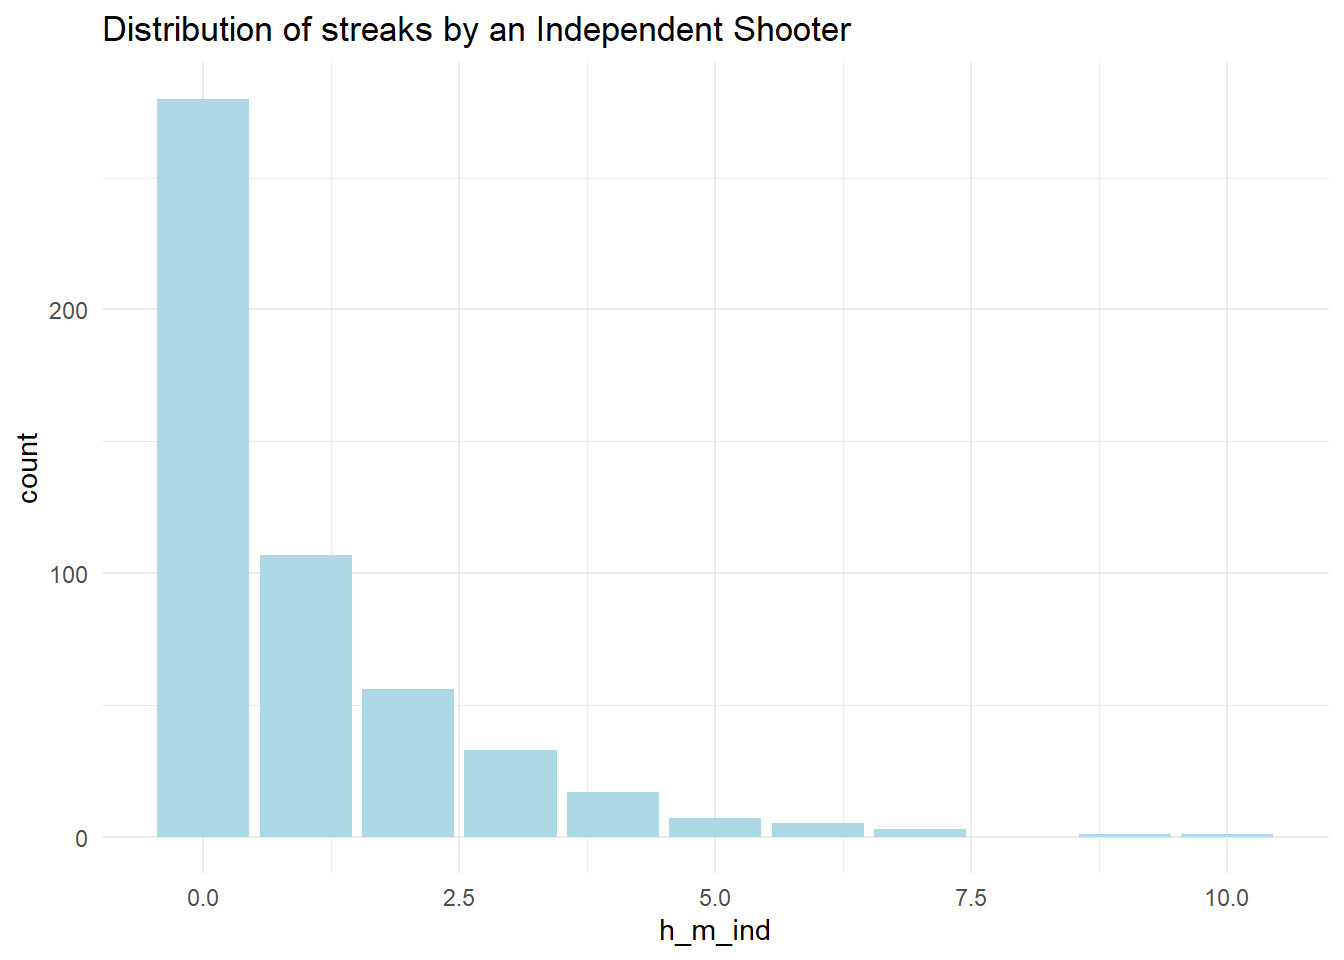 Distribution of streaks by an Independent Shooter
count
200
100
0
0.0 2.5 5.0 7.5 10.0
h_m_ind